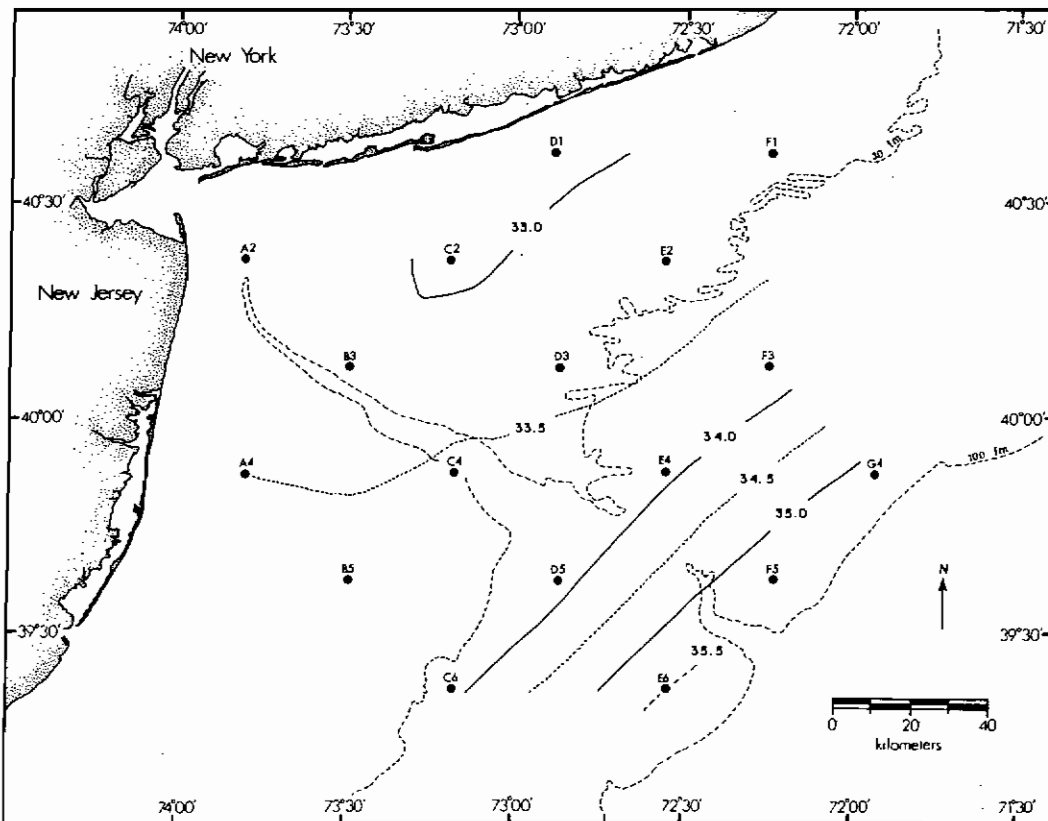 74°00' 73°30' 73°00' 72°30' 72°00' 71°30'
New York
D1 F1
30 fm
40°30' 40°30'
33.0
A2 C2 E2
New Jersey
B3 D3 F3
40°00' 33.5 34.0 40°00'
100 fm
A4 C4 E4 34.5 G4
35.0
B5 D5 F5 N
39°30' 39°30'
35.5
C6 E6
0 20 40
kilometers
74°00' 73°30' 73°00' 72°30' 72°00' 71°30'